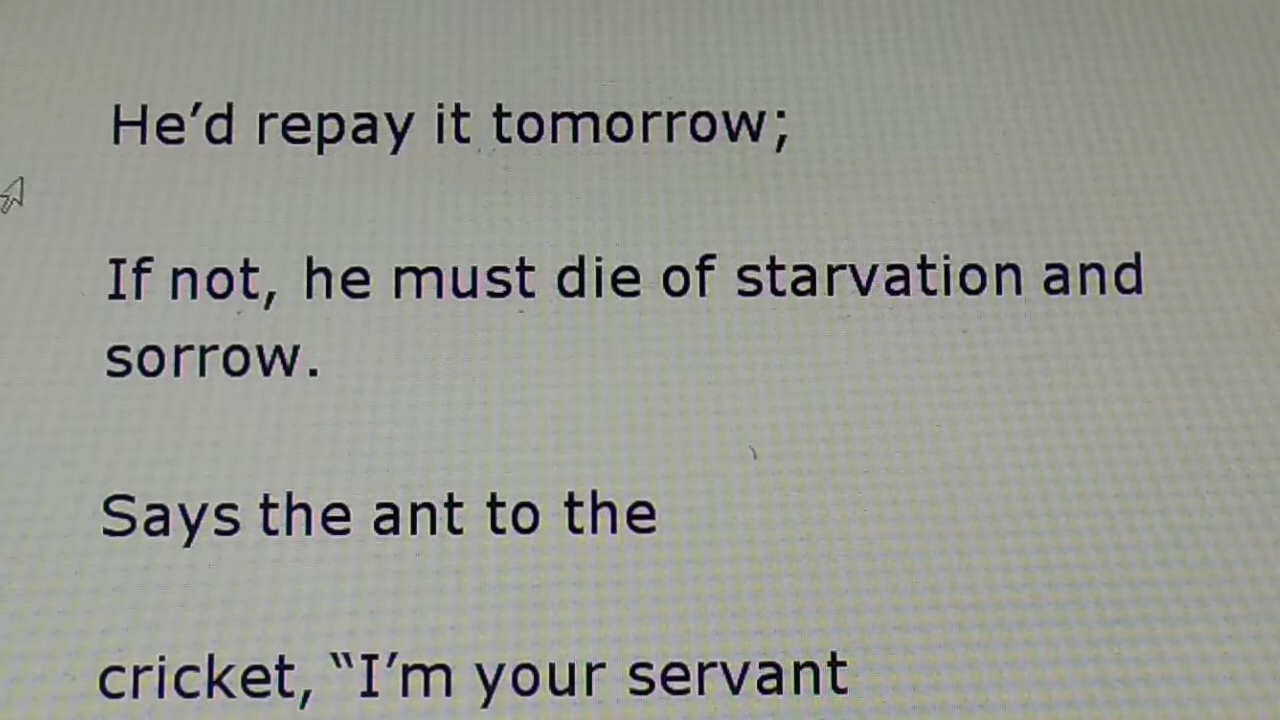 He’d repay it tomorrow;
If not, he must die of starvation and
sorrow.
Says the ant to the
cricket, “I’m your servant